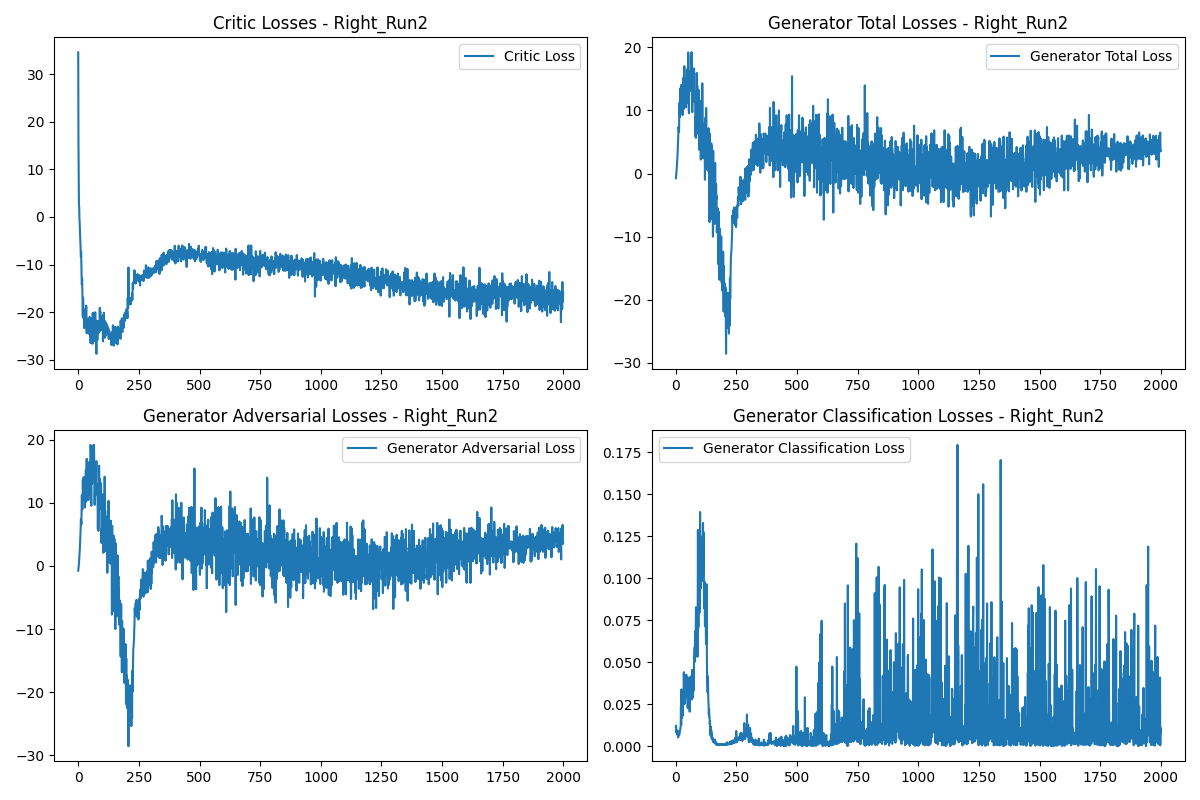 Critic Losses - Right_Run2
Critic Loss
30
20
10
0
−10
−20
−30
0 250 500 750 1000 1250 1500 1750 2000
Generator Total Losses - Right_Run2
Generator Total Loss
20
10
0
−10
−20
−30
0 250 500 750 1000 1250 1500 1750 2000
Generator Adversarial Losses - Right_Run2
Generator Adversarial Loss
20
10
0
−10
−20
−30
0 250 500 750 1000 1250 1500 1750 2000
Generator Classification Losses - Right_Run2
Generator Classification Loss
0.175
0.150
0.125
0.100
0.075
0.050
0.025
0.000
0 250 500 750 1000 1250 1500 1750 2000